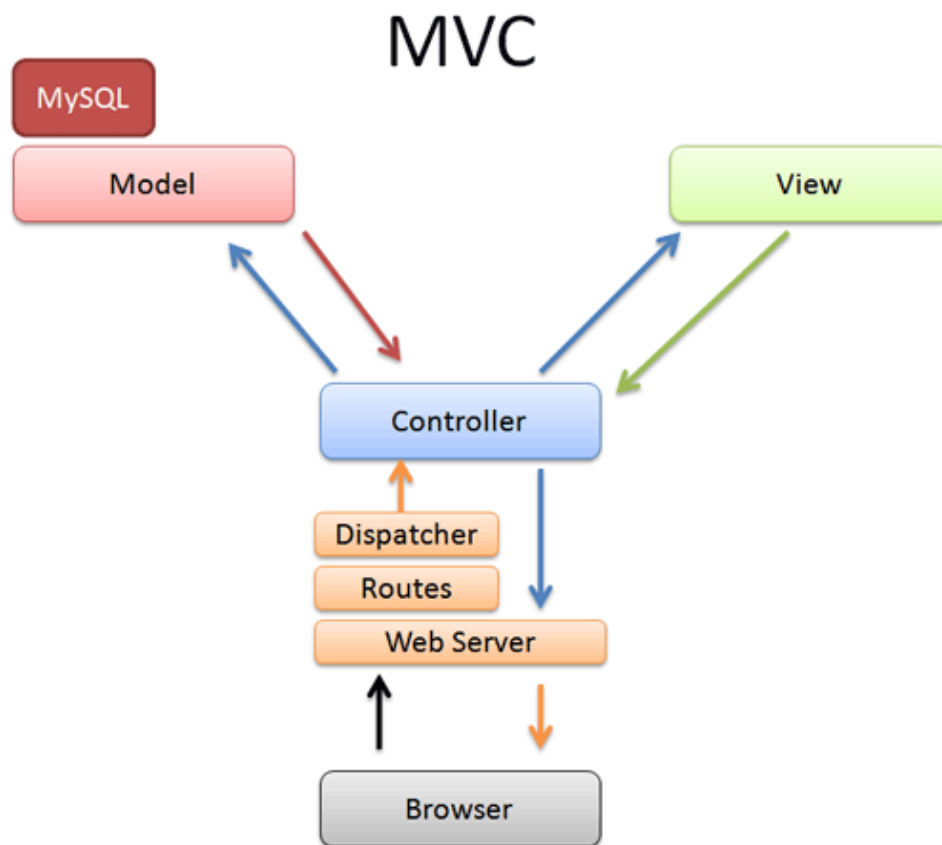 MVC
MySQL
Model
View
Controller
Dispatcher
Routes
Web Server
Browser